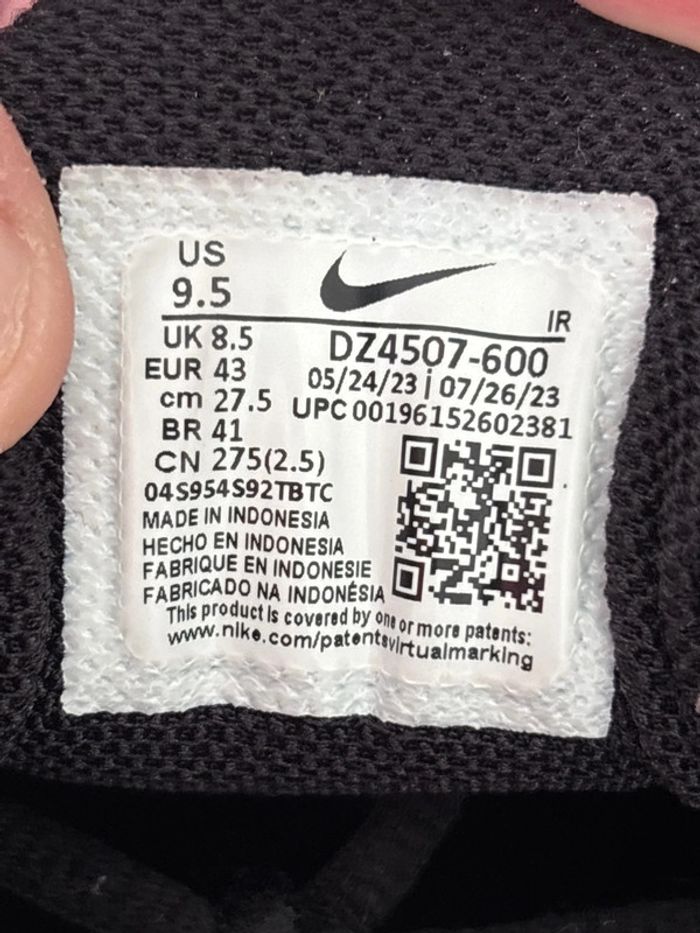 US
9.5
IR
UK 8.5
EUR 43
cm 27.5
BR 41
CN 275(2.5)
DZ4507-600
05/24/23 | 07/26/23
UPC 00196152602381
04S954S92TBTC
MADE IN INDONESIA
HECHO EN INDONESIA
FABRIQUE EN INDONESIE
FABRICADO NA INDONÉSIA
This product is covered by one or more patents:
www.nike.com/patentsvirtualmarking